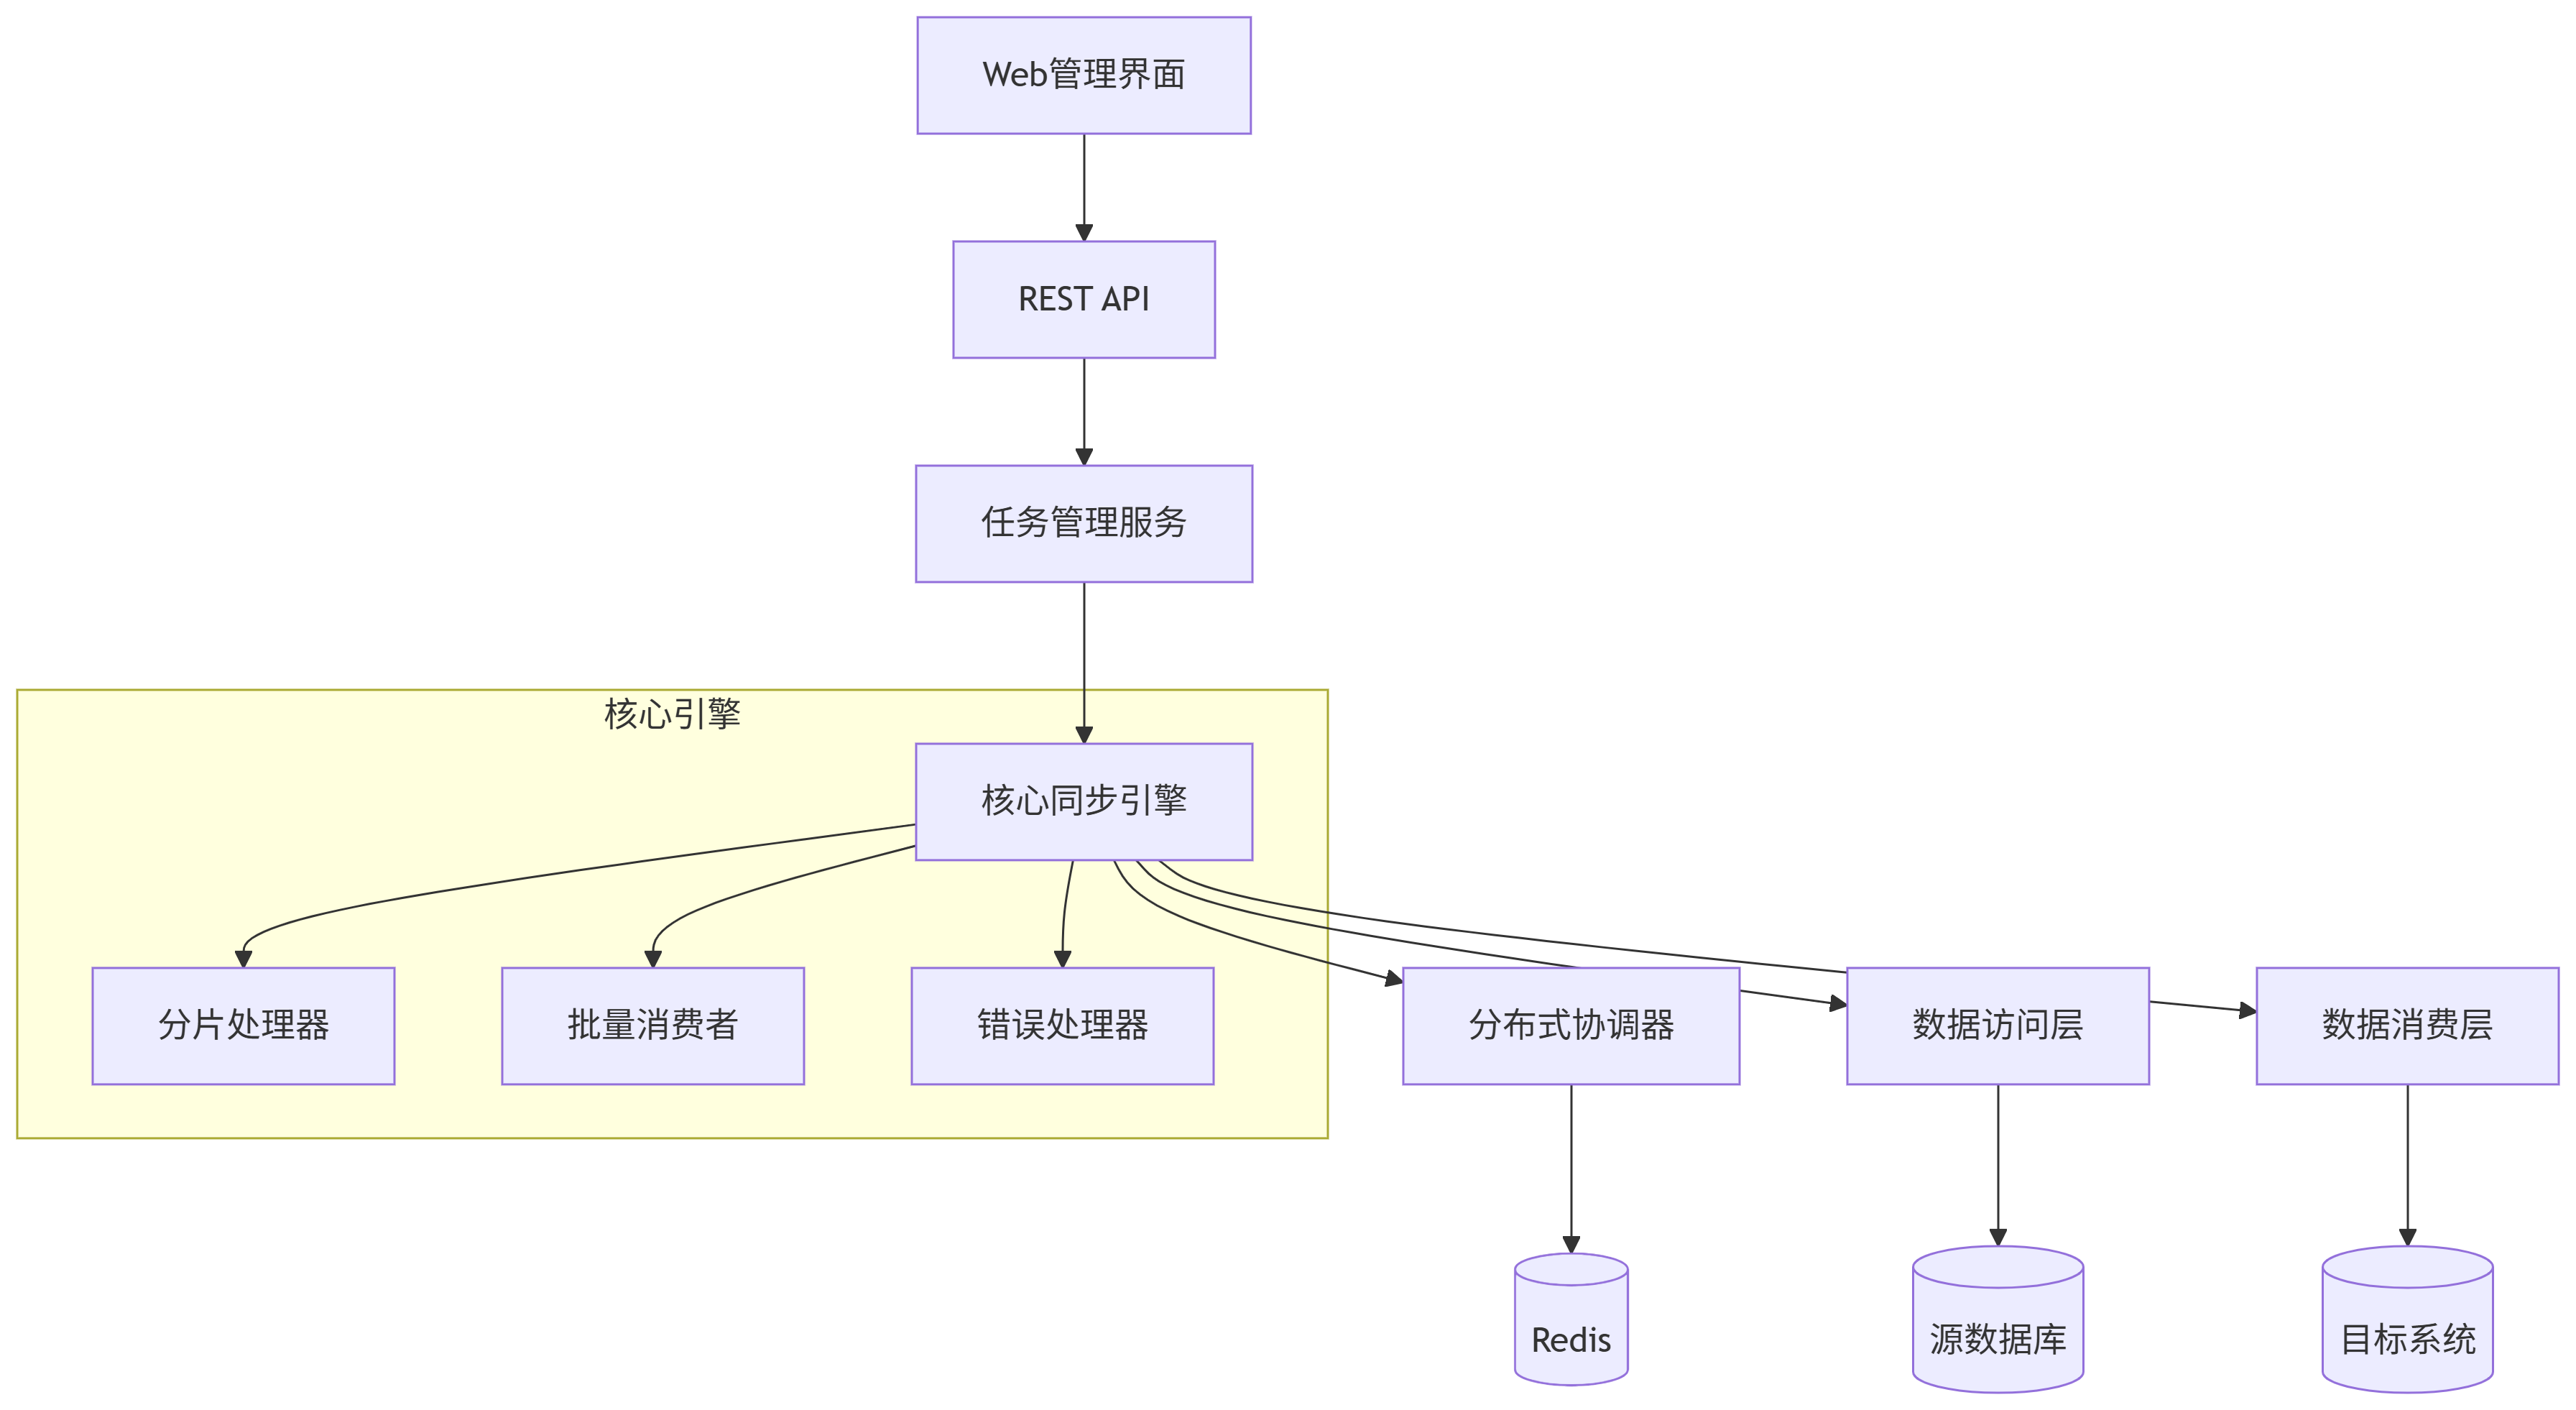 Web管理界面
REST API
任务管理服务
核心引擎
核心同步引擎
分片处理器
批量消费者
错误处理器
分布式协调器
数据访问层
数据消费层
Redis
源数据库
目标系统